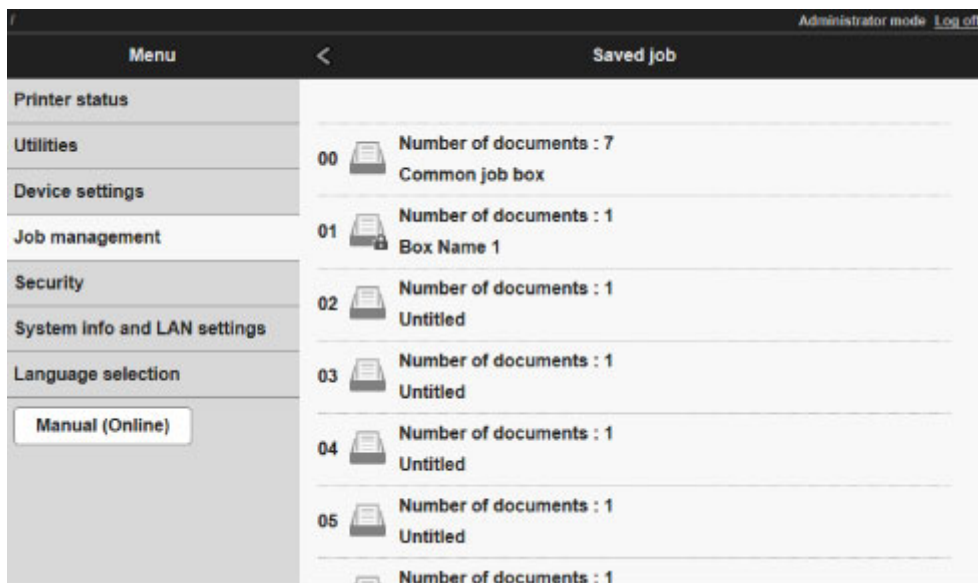 Administrator mode Log off
Menu
Saved job
Printer status
Utilities
Device settings
Job management
Security
System info and LAN settings
Language selection
Manual (Online)
00
Number of documents : 7
Common job box
01
Number of documents : 1
Box Name 1
02
Number of documents : 1
Untitled
03
Number of documents : 1
Untitled
04
Number of documents : 1
Untitled
05
Number of documents : 1
Untitled
Number of documents : 1